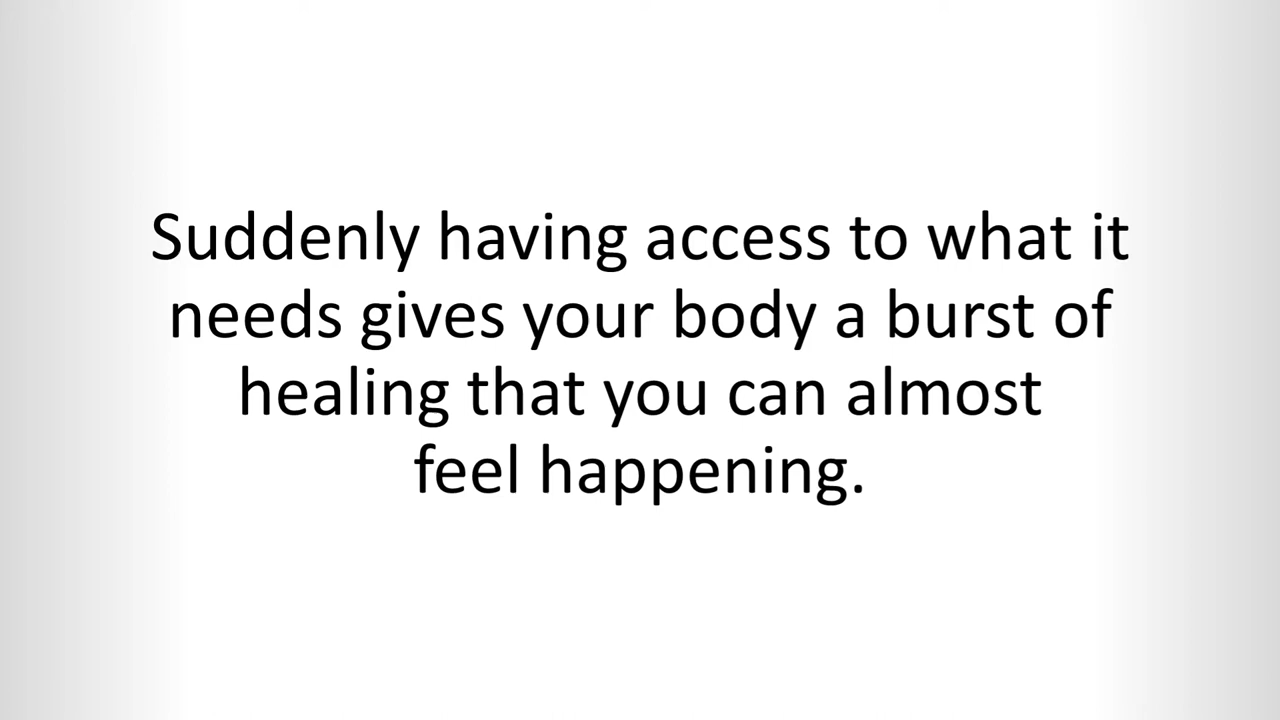 Suddenly having access to what it
needs gives your body a burst of
healing that you can almost
feel happening.